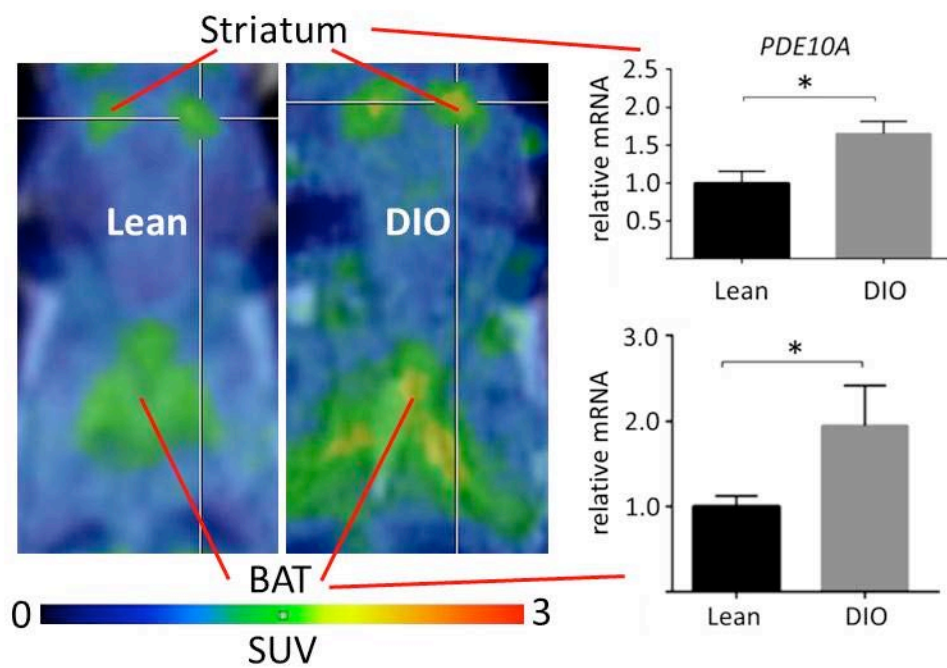 Striatum
Lean
DIO
BAT
0
3
SUV
PDE10A
relative mRNA
2.5
*
2.0
1.5
1.0
0.5
Lean
DIO
relative mRNA
3.0
*
2.0
1.0
Lean
DIO